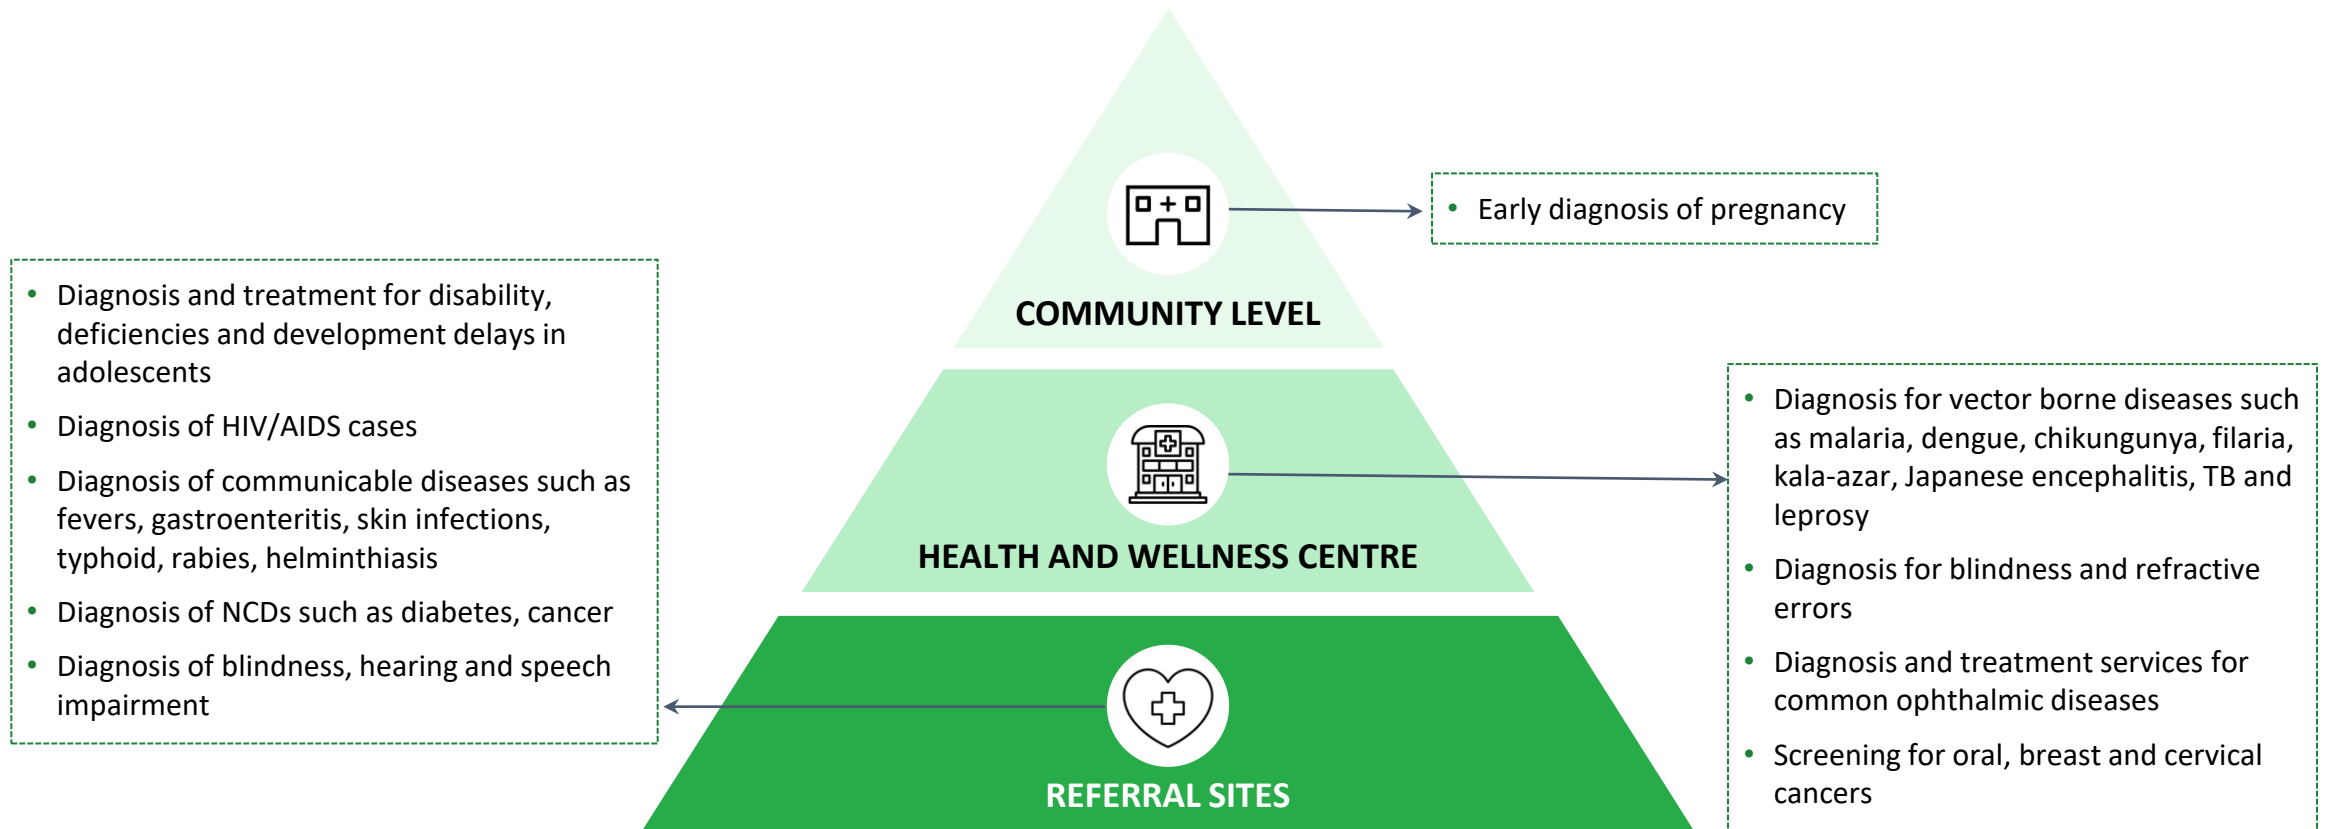 COMMUNITY LEVEL
• Early diagnosis of pregnancy
HEALTH AND WELLNESS CENTRE
• Diagnosis for vector borne diseases such
as malaria, dengue, chikungunya, filaria,
kala-azar, Japanese encephalitis, TB and
leprosy
• Diagnosis for blindness and refractive
errors
• Diagnosis and treatment services for
common ophthalmic diseases
• Screening for oral, breast and cervical
cancers
REFERRAL SITES
• Diagnosis and treatment for disability,
deficiencies and development delays in
adolescents
• Diagnosis of HIV/AIDS cases
• Diagnosis of communicable diseases such as
fevers, gastroenteritis, skin infections,
typhoid, rabies, helminthiasis
• Diagnosis of NCDs such as diabetes, cancer
• Diagnosis of blindness, hearing and speech
impairment